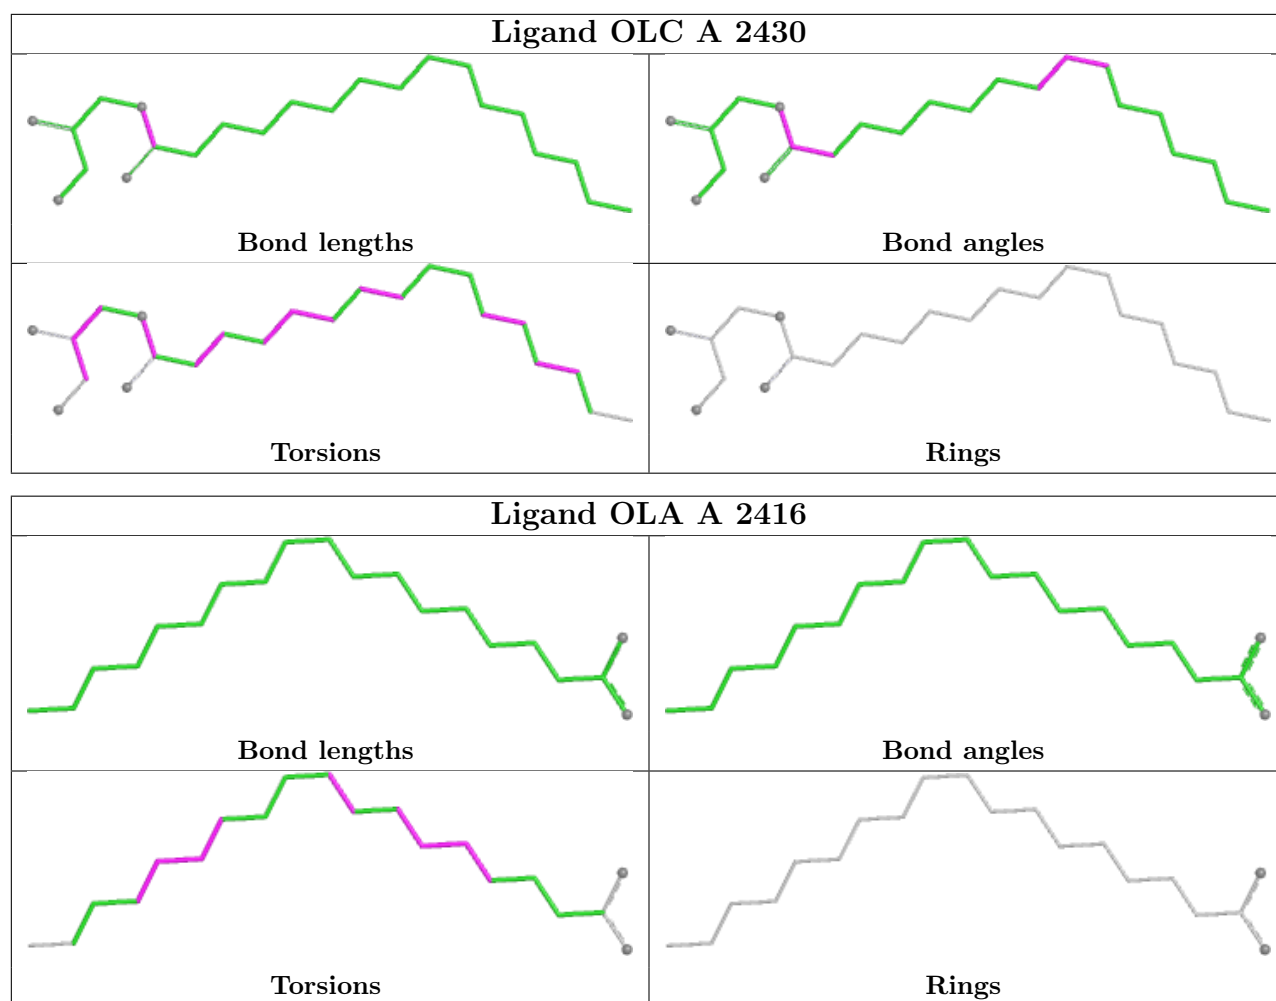 Ligand OLC A 2430
Bond lengths
Bond angles
Torsions
Rings
Ligand OLA A 2416
Bond lengths
Bond angles
Torsions
Rings